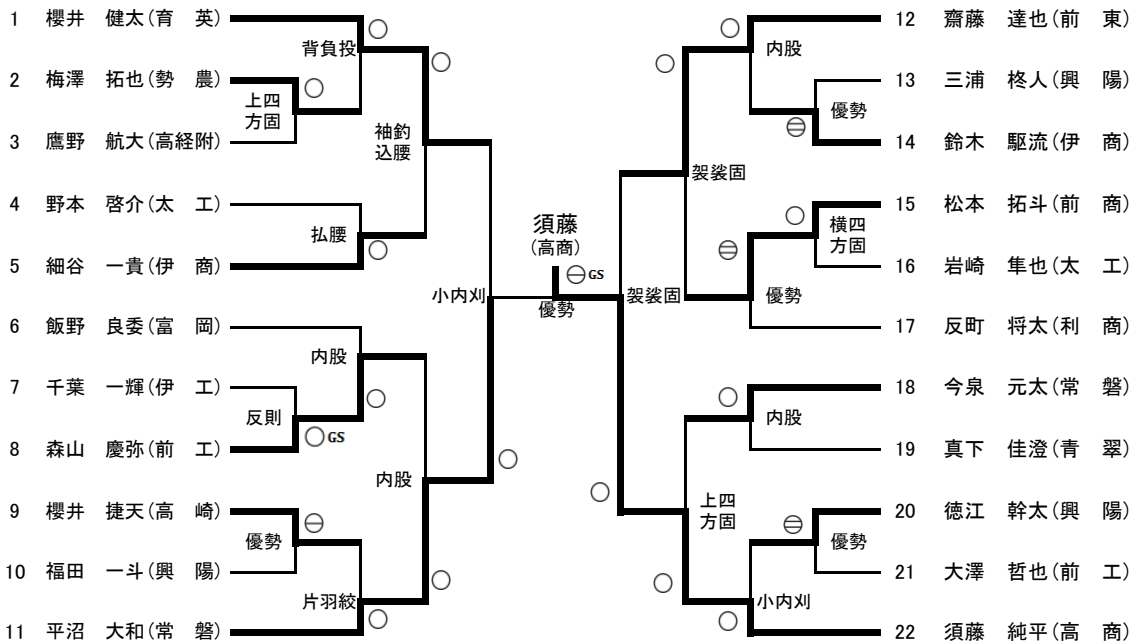 1 櫻井 健太(育 英)
背負投
2 梅澤 拓也(勢 農)
上四
方固
3 鷹野 航大(高経附)
袖釣
込腰
4 野本 啓介(太 工)
払腰
5 細谷 一貴(伊 商)
小内刈
6 飯野 良委(富 岡)
内股
7 千葉 一輝(伊 工)
反則
GS
8 森山 慶弥(前 工)
内股
9 櫻井 捷天(高 崎)
優勢
10 福田 一斗(興 陽)
片羽絞
11 平沼 大和(常 磐)
須藤
(高商)
GS
優勢
12 齋藤 達也(前 東)
内股
13 三浦 柊人(興 陽)
優勢
14 鈴木 駆流(伊 商)
袈裟固
15 松本 拓斗(前 商)
横四
方固
16 岩崎 隼也(太 工)
袈裟固
優勢
17 反町 将太(利 商)
18 今泉 元太(常 磐)
内股
19 真下 佳澄(青 翠)
上四
方固
20 徳江 幹太(興 陽)
優勢
21 大澤 哲也(前 工)
小内刈
22 須藤 純平(高 商)